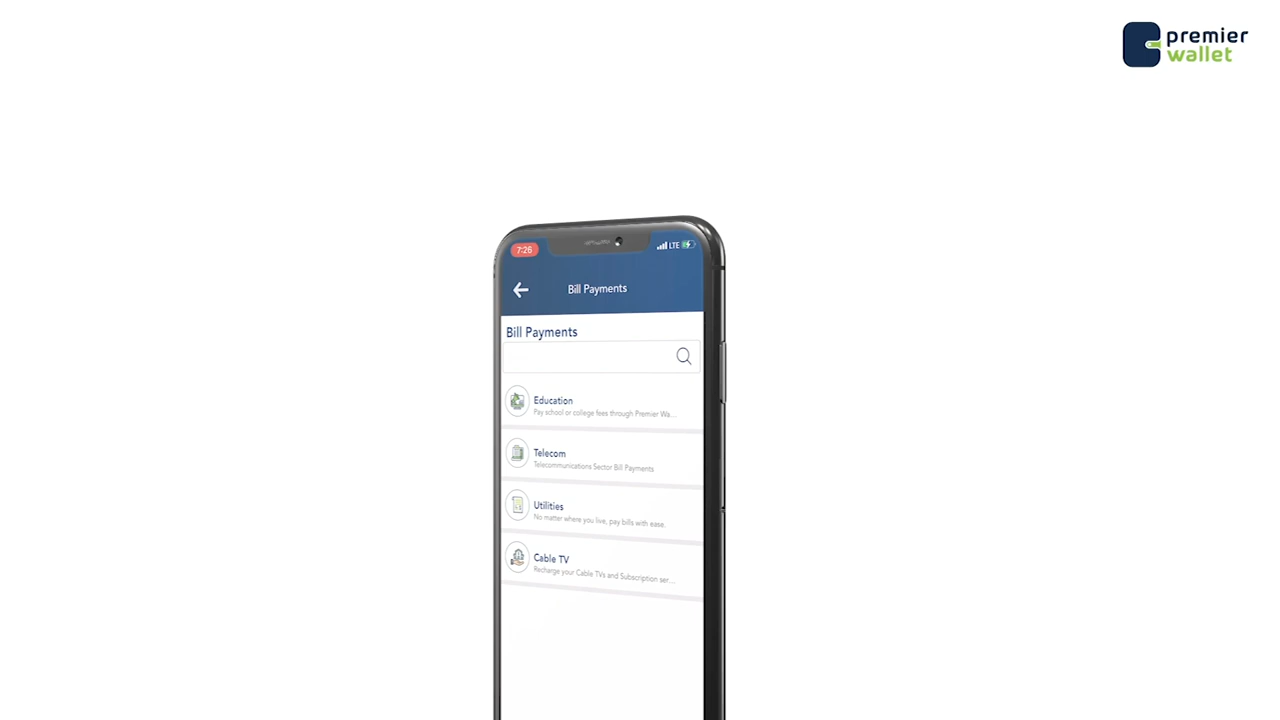 premier
wallet
7:26
LTE
Bill Payments
Bill Payments
Education
Pay school or college fees through Premier Wa...
Telecom
Telecommunications Sector Bill Payments
Utilities
No matter where you live, pay bills with ease.
Cable TV
Recharge your Cable TVs and Subscription ser...